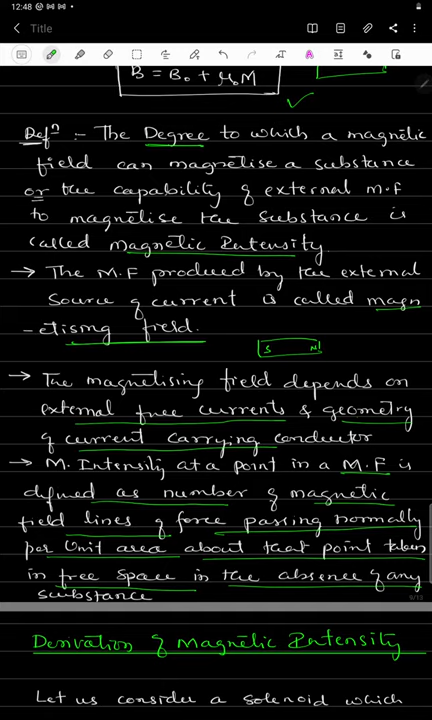 12:48
Title
B = B₀ + μ₀M
Defⁿ :- The Degree to which a magnetic
field can magnetise a substance
or the capability of external M.F
to magnetise the substance is
called magnetic Intensity.
→ The M.F produced by the external
Source of current is called magn
-etising field.
S N
→ The magnetising field depends on
external free currents & geometry
of current carrying conductor
→ M. Intensity at a point in a M.F is
defined as number of magnetic
field lines of force passing normally
per Unit area about that point taken
in free space in the absence of any
substance
9/13
Derivation of Magnetic Intensity
Let us consider a solenoid which